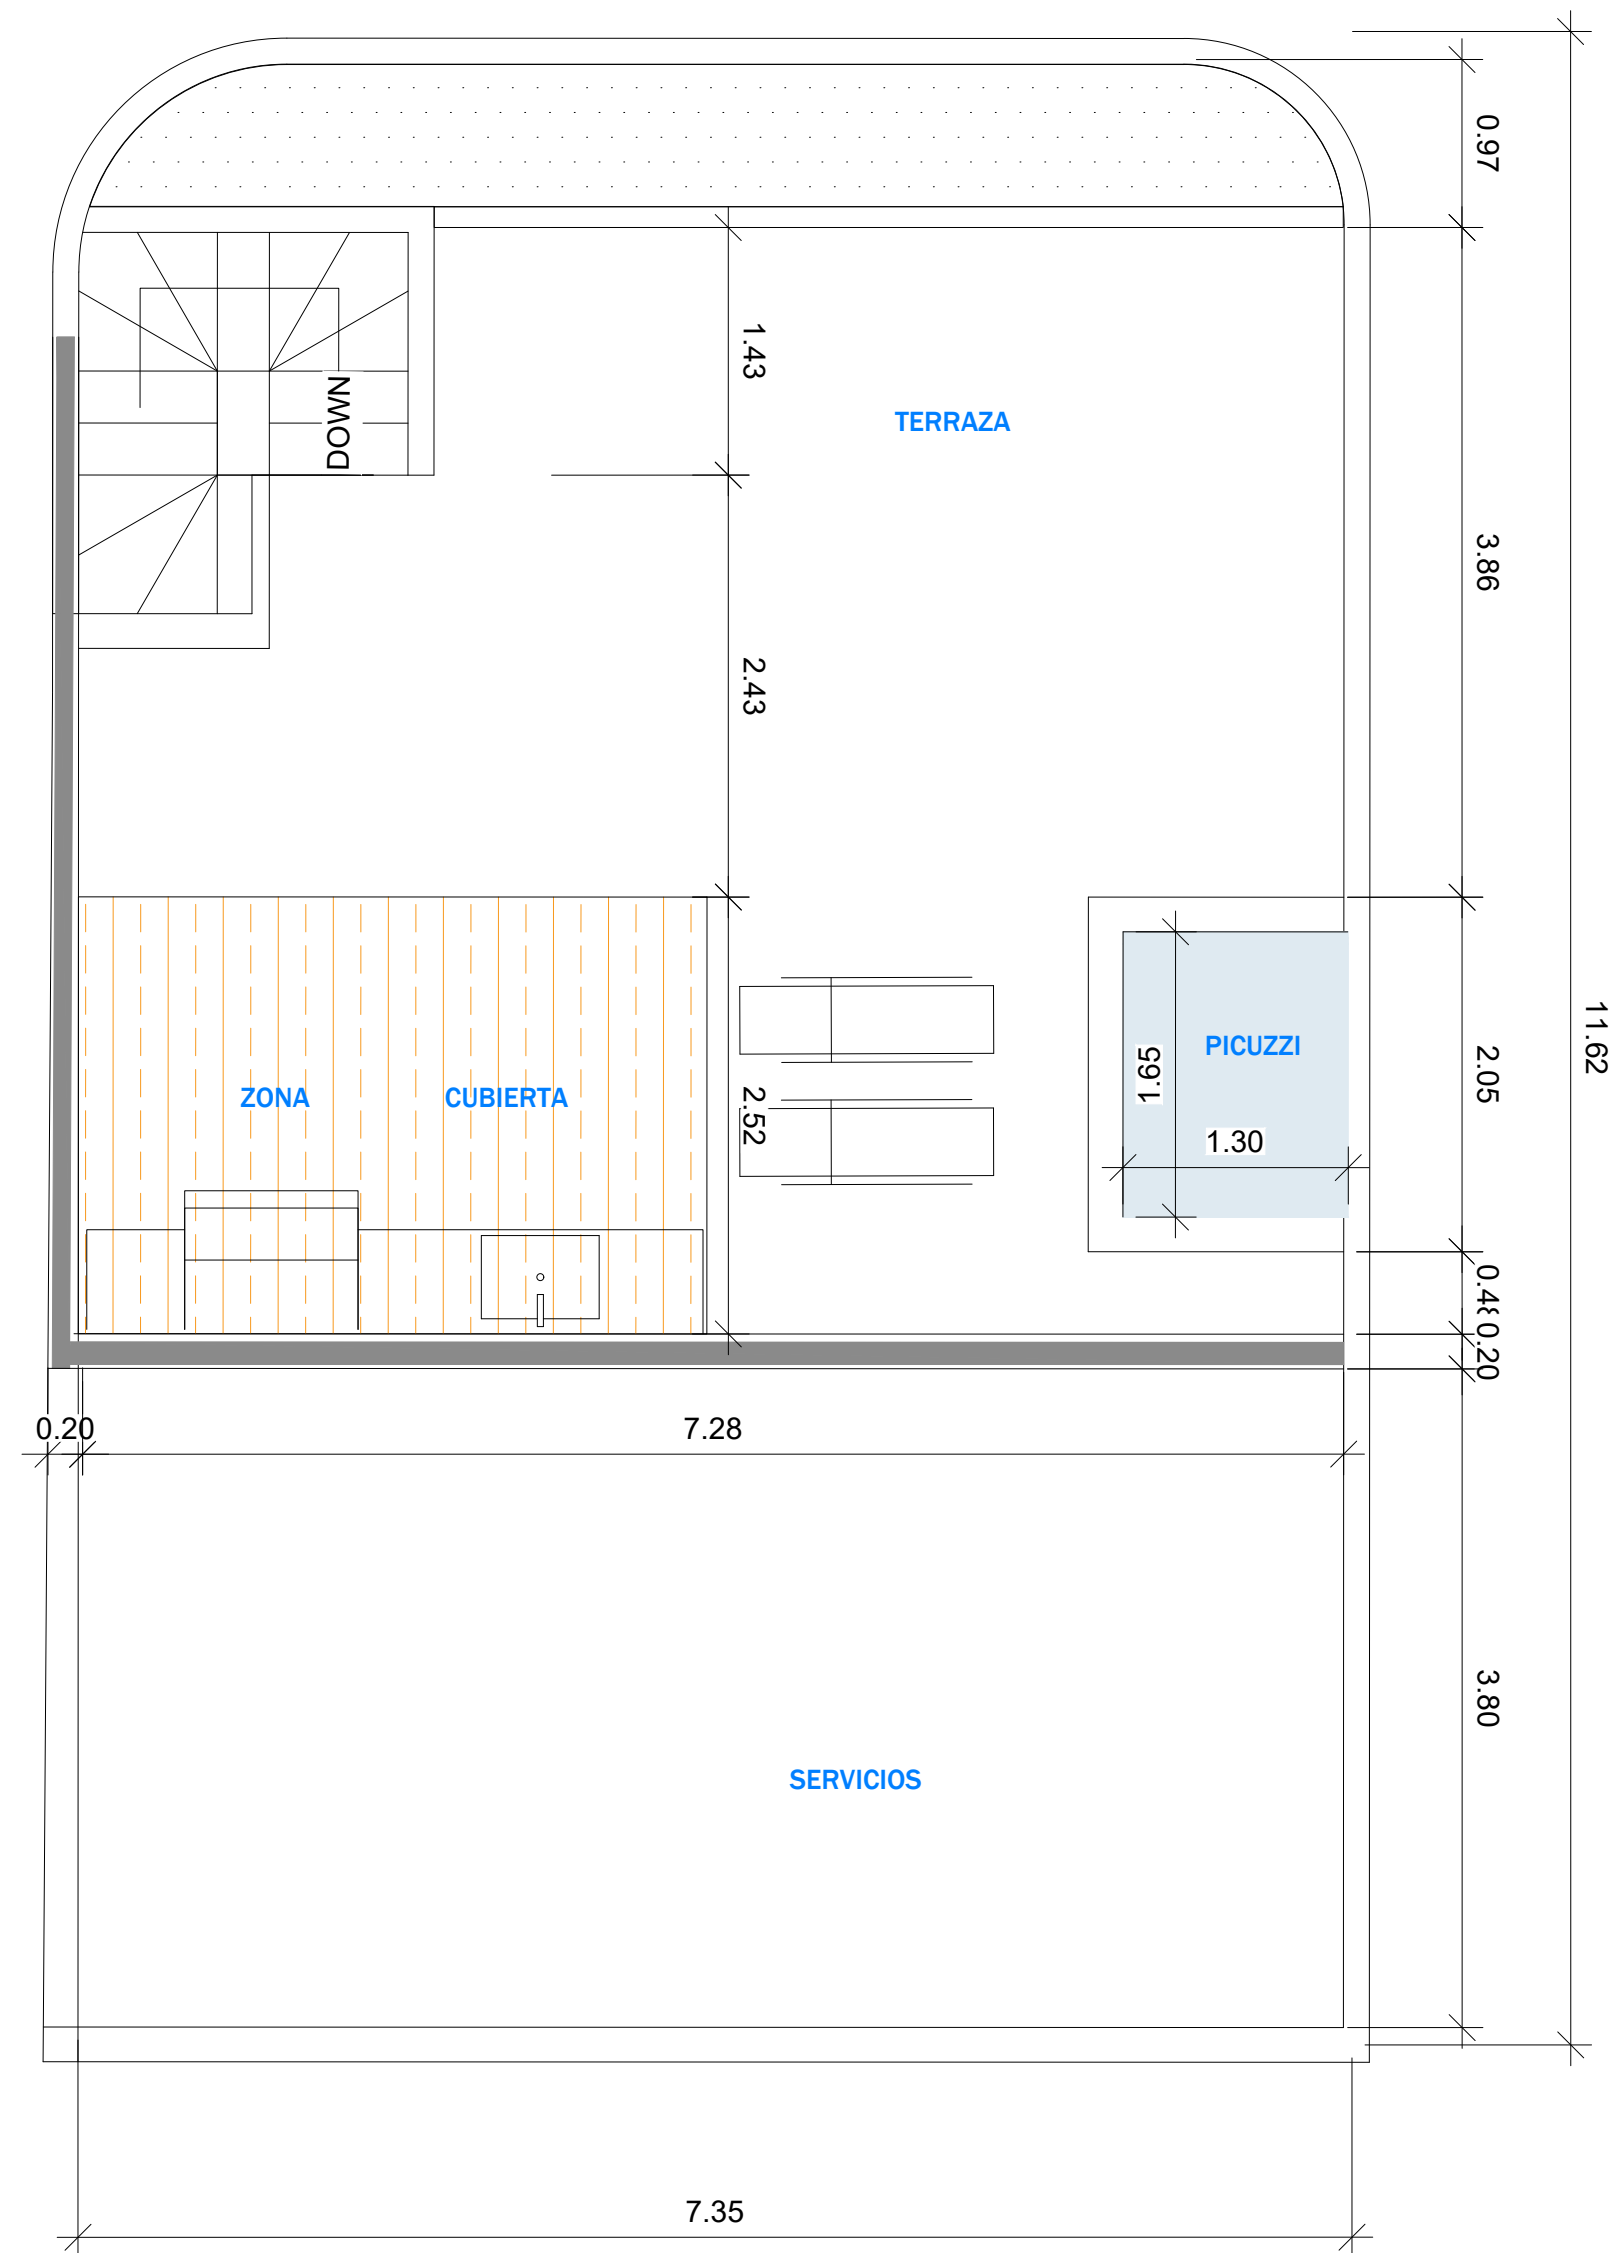 0.97
1.43
DOWN
TERRAZA
3.86
2.43
11.62
PICUZZI
1.65
2.05
ZONA CUBIERTA
2.52
1.30
0.20
0.20
7.28
3.80
SERVICIOS
7.35